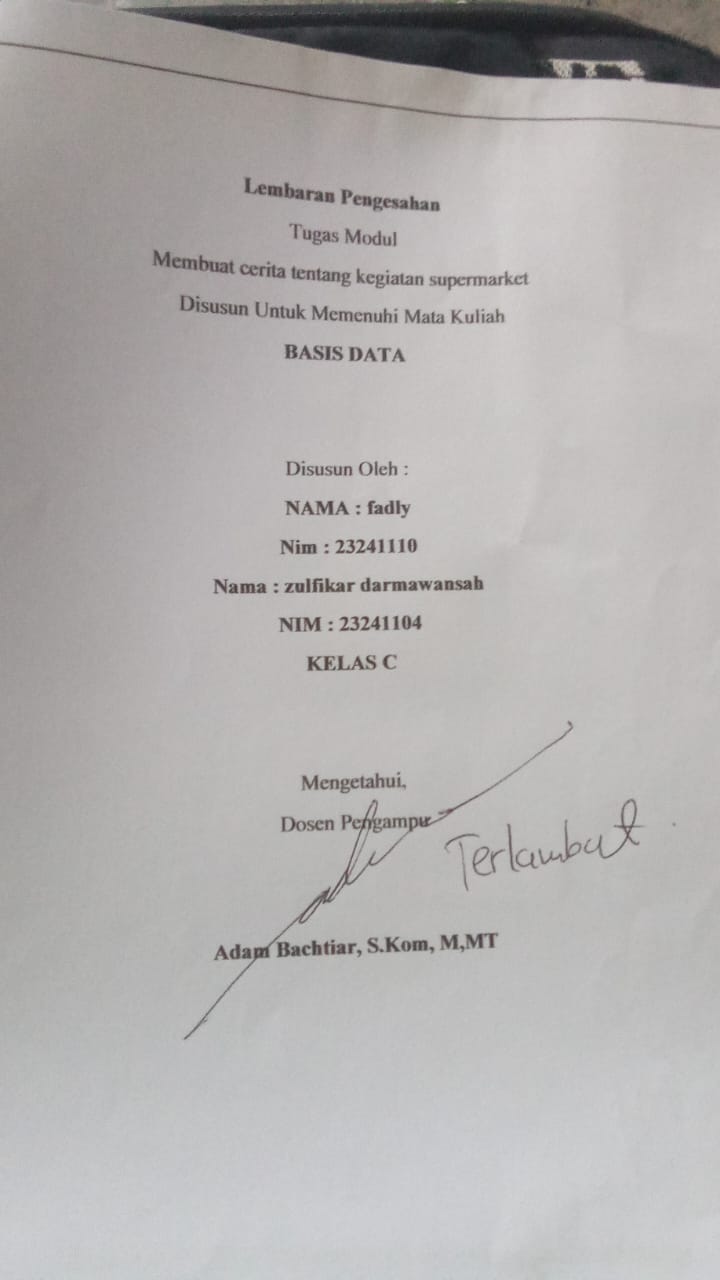 Lembaran Pengesahan
Tugas Modul
Membuat cerita tentang kegiatan supermarket
Disusun Untuk Memenuhi Mata Kuliah
BASIS DATA
Disusun Oleh :
NAMA : fadly
Nim : 23241110
Nama : zulfikar darmawansah
NIM : 23241104
KELAS C
Mengetahui,
Dosen Pengampu
Terlambat
Adam Bachtiar, S.Kom, M,MT